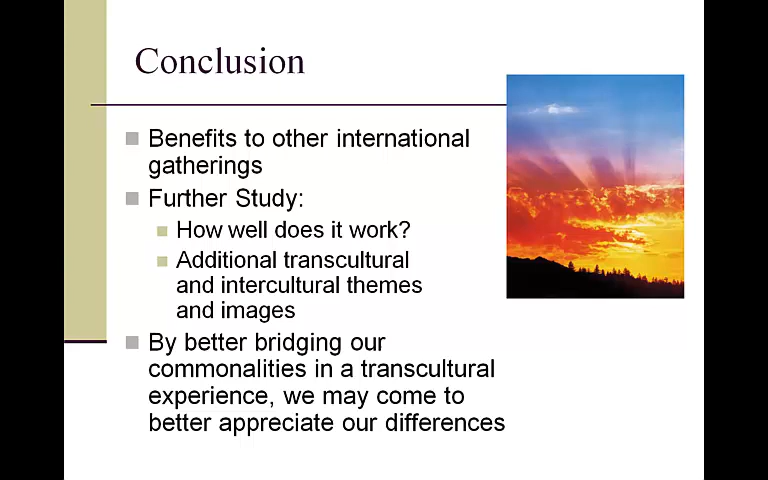 Conclusion
Benefits to other international
gatherings
Further Study:
How well does it work?
Additional transcultural
and intercultural themes
and images
By better bridging our
commonalities in a transcultural
experience, we may come to
better appreciate our differences